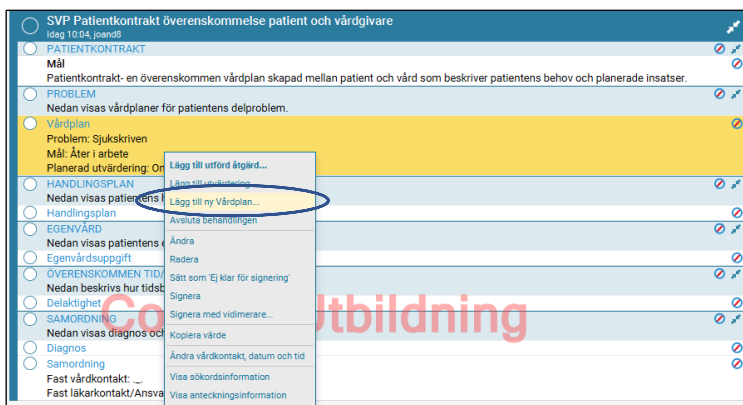 SVP Patientkontrakt överenskommelse patient och vårdgivare
Idag 10:04, joand8
PATIENTKONTRAKT
Mål
Patientkontrakt- en överenskommen vårdplan skapad mellan patient och vård som beskriver patientens behov och planerade insatser.
PROBLEM
Nedan visas vårdplaner för patientens delproblem.
Vårdplan
Problem: Sjukskriven
Mål: Åter i arbete
Planerad utvärdering: Om
HANDLINGSPLAN
Nedan visas patientens h
Handlingsplan
EGENVÅRD
Nedan visas patientens e
Egenvårdsuppgift
ÖVERENSKOMMEN TID/
Nedan beskrivs hur tidsb
Delaktighet
SAMORDNING
Nedan visas diagnos och
Diagnos
Samordning
Fast vårdkontakt: ._.
Fast läkarkontakt/Ansva
Lägg till utförd åtgärd...
Lägg till utvärdering
Lägg till ny Vårdplan...
Avsluta behandlingen
Ändra
Radera
Sätt som 'Ej klar för signering'
Signera
Signera med vidimerare...
Kopiera värde
Ändra vårdkontakt, datum och tid
Visa sökordsinformation
Visa anteckningsinformation
Co Utbildning